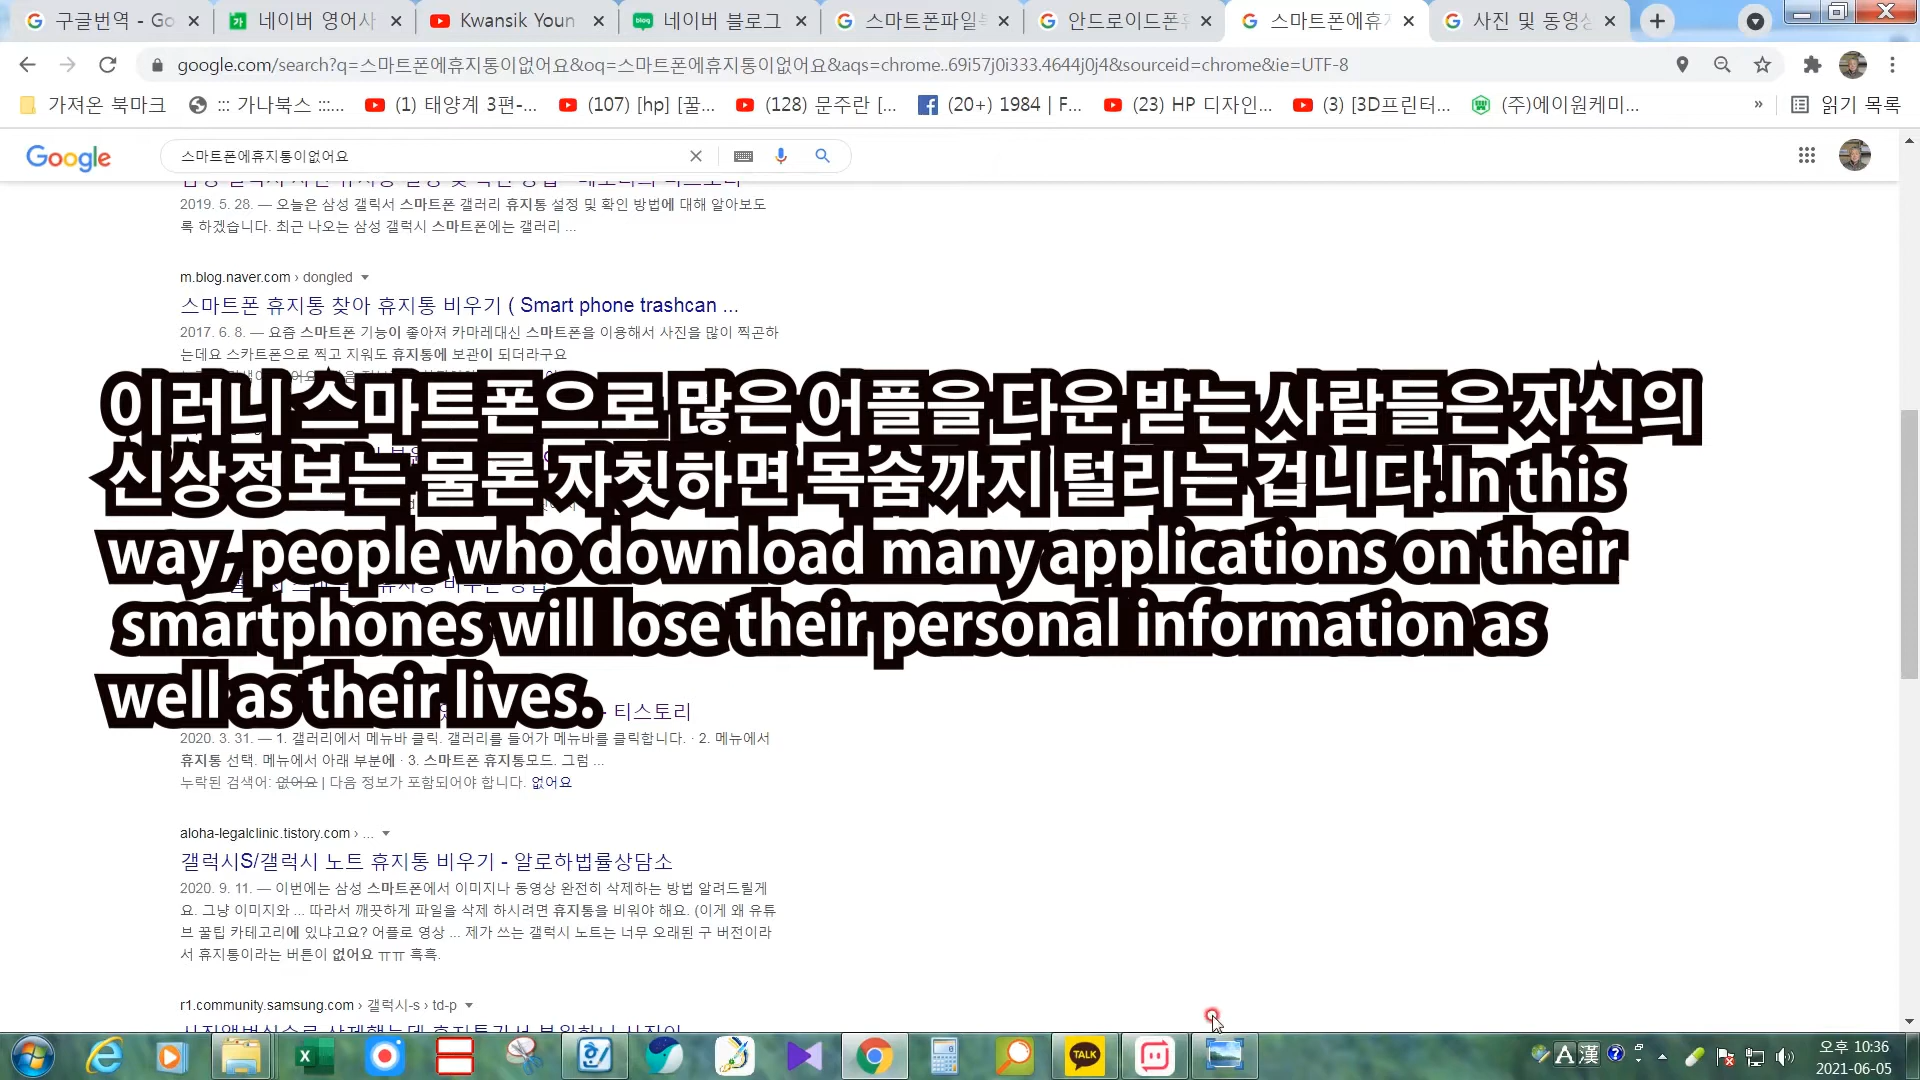 구글번역 - Go
네이버 영어사
Kwansik Youn
네이버 블로그
스마트폰파일
안드로이드폰
스마트폰에휴
사진 및 동영
google.com/search?q=스마트폰에휴지통이없어요&oq=스마트폰에휴지통이없어요&aqs=chrome..69i57j0i333.4644j0j4&sourceid=chrome&ie=UTF-8
가져온 북마크
::: 가나북스 :::...
(1) 태양계 3편-...
(107) [hp] [꿀...
(128) 문주란 [...
(20+) 1984 | F...
(23) HP 디자인...
(3) [3D프린터...
(주)에이원케미...
»
읽기 목록
Google
스마트폰에휴지통이없어요
2019. 5. 28. — 오늘은 삼성 갤릭서 스마트폰 갤러리 휴지통 설정 및 확인 방법에 대해 알아보도
록 하겠습니다. 최근 나오는 삼성 갤럭시 스마트폰에는 갤러리 ...
m.blog.naver.com › dongled
스마트폰 휴지통 찾아 휴지통 비우기 ( Smart phone trashcan ...
2017. 6. 8. — 요즘 스마트폰 기능이 좋아져 카마레대신 스마트폰을 이용해서 사진을 많이 찍곤하
는데요 스카트폰으로 찍고 지워도 휴지통에 보관이 되더라구요
이러니 스마트폰으로 많은 어플을 다운 받는 사람들은 자신의
신상정보는 물론 자칫하면 목숨까지 털리는 겁니다.In this
way, people who download many applications on their
smartphones will lose their personal information as
well as their lives.
- 티스토리
2020. 3. 31. — 1. 갤러리에서 메뉴바 클릭. 갤러리를 들어가 메뉴바를 클릭합니다. · 2. 메뉴에서
휴지통 선택. 메뉴에서 아래 부분에 · 3. 스마트폰 휴지통모드. 그럼 ...
누락된 검색어: 없어요 | 다음 정보가 포함되어야 합니다. 없어요
aloha-legalclinic.tistory.com › ...
갤럭시S/갤럭시 노트 휴지통 비우기 - 알로하법률상담소
2020. 9. 11. — 이번에는 삼성 스마트폰에서 이미지나 동영상 완전히 삭제하는 방법 알려드릴게
요. 그냥 이미지와 ... 따라서 깨끗하게 파일을 삭제 하시려면 휴지통을 비워야 해요. (이게 왜 유튜
브 꿀팁 카테고리에 있냐고요? 어플로 영상 ... 제가 쓰는 갤럭시 노트는 너무 오래된 구 버전이라
서 휴지통이라는 버튼이 없어요 ㅠㅠ 흑흑.
r1.community.samsung.com › 갤럭시-s › td-p
TALK
A 漢
오후 10:36
2021-06-05